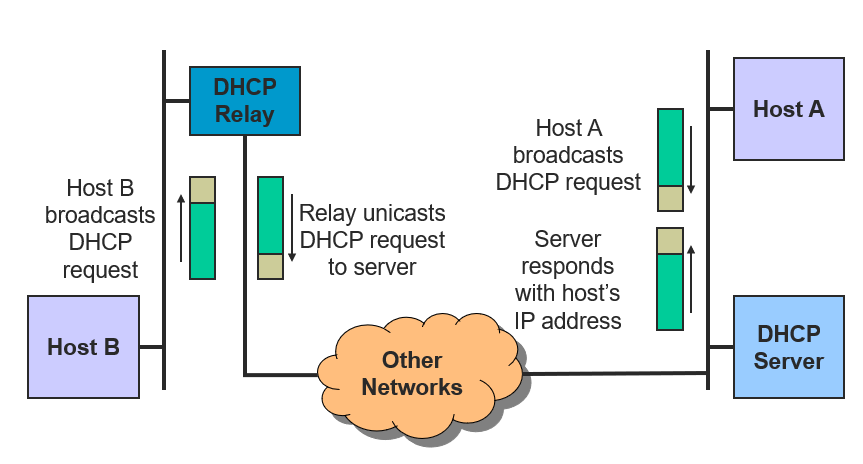 DHCP
Relay
Host A
Host A
broadcasts
DHCP request
Host B
broadcasts
DHCP
request
Relay unicasts
DHCP request
to server
Server
responds
with host's
IP address
Host B
Other
Networks
DHCP
Server